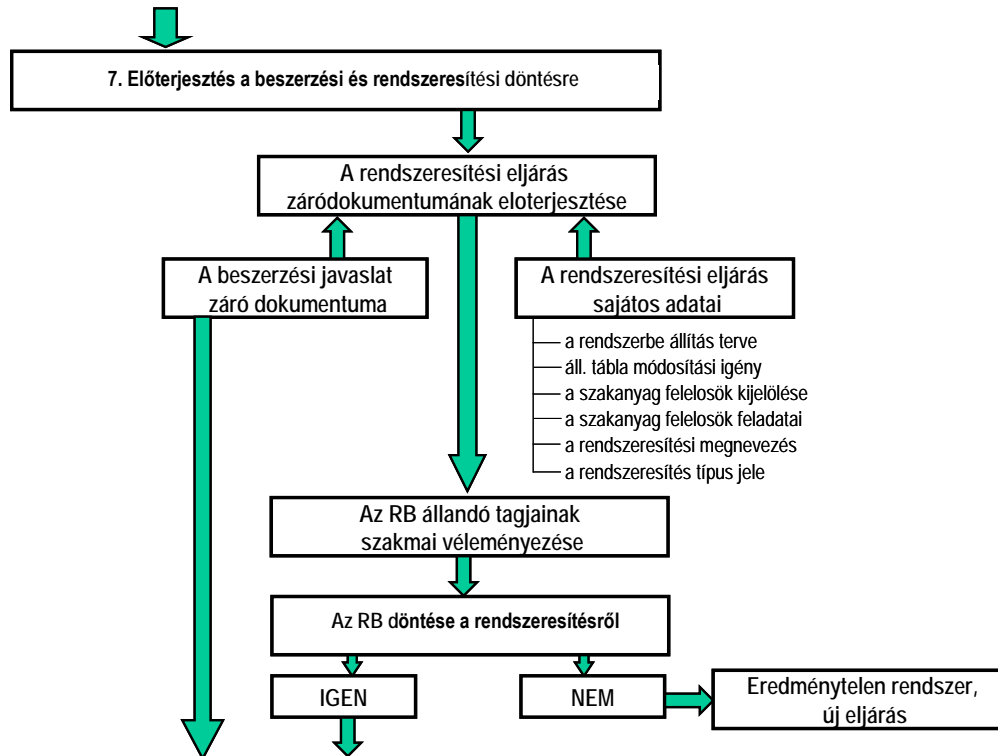 7. Előterjesztés a beszerzési és rendszeresítési döntésre
A rendszeresítési eljárás
záródokumentumának eloterjesztése
A beszerzési javaslat
záró dokumentuma
A rendszeresítési eljárás
sajátos adatai
a rendszerbe állítás terve
áll. tábla módosítási igény
a szakanyag felelosök kijelölése
a szakanyag felelosök feladatai
a rendszeresítési megnevezés
a rendszeresítés típus jele
Az RB állandó tagjainak
szakmai véleményezése
Az RB döntése a rendszeresítésről
IGEN
NEM
Eredménytelen rendszer,
új eljárás